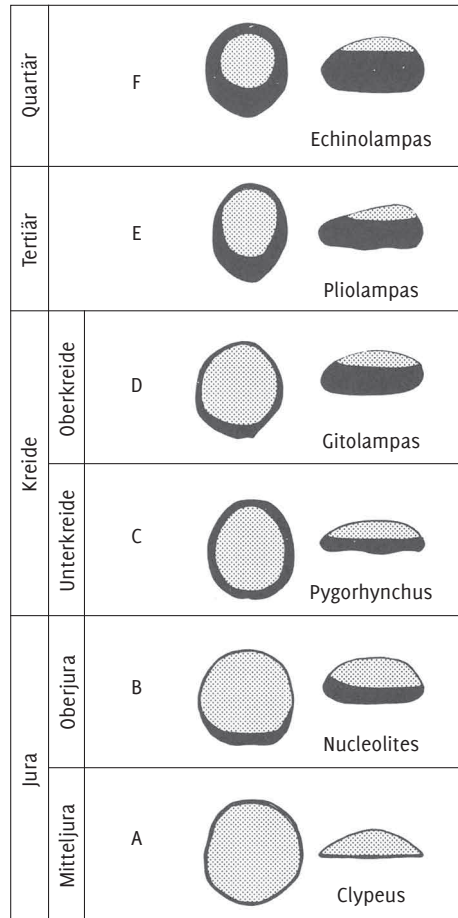 Quartär
F
Echinolampas
Tertiär
E
Pliolampas
Kreide
Oberkreide
D
Gitolampas
Unterkreide
C
Pygorhynchus
Jura
Oberjura
B
Nucleolites
Mitteljura
A
Clypeus